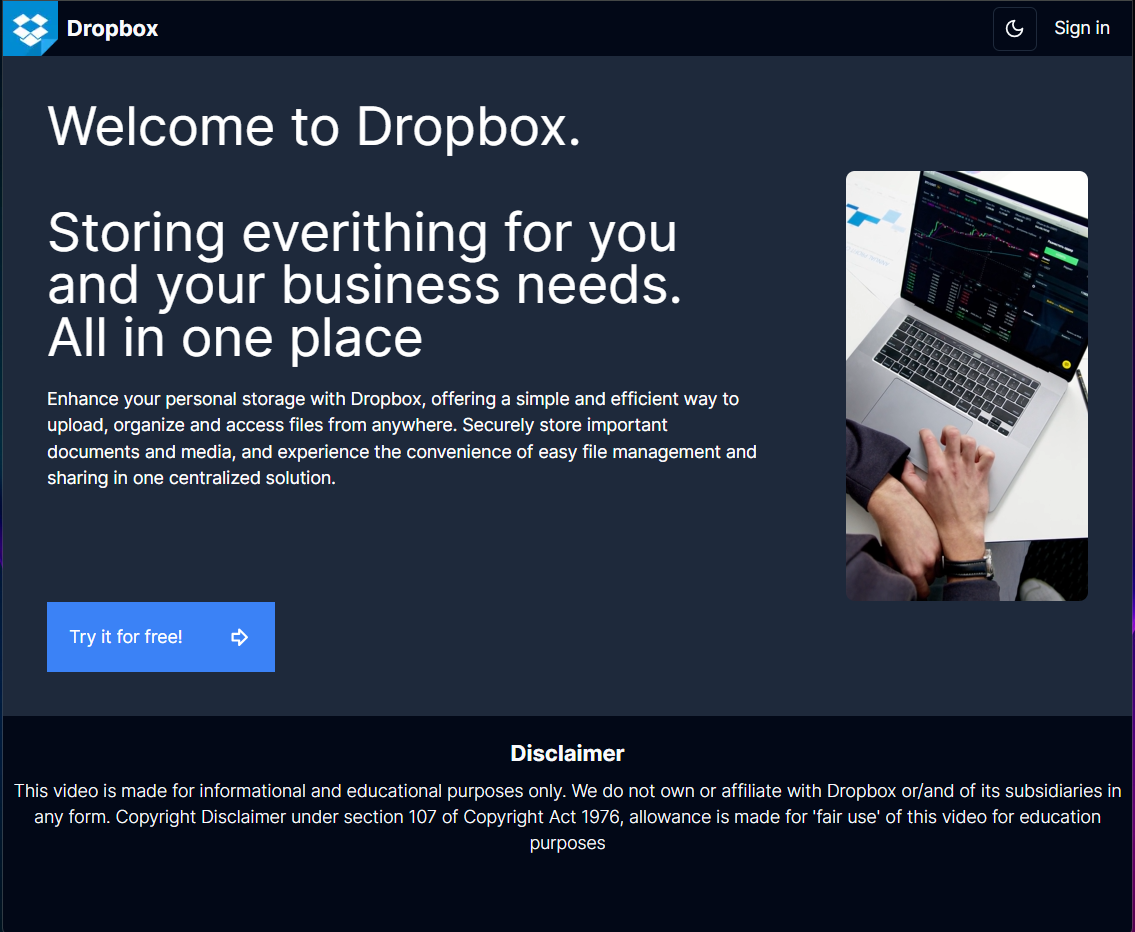 Dropbox
Sign in
Welcome to Dropbox.
Storing everithing for you
and your business needs.
All in one place
Enhance your personal storage with Dropbox, offering a simple and efficient way to
upload, organize and access files from anywhere. Securely store important
documents and media, and experience the convenience of easy file management and
sharing in one centralized solution.
Try it for free!
Disclaimer
This video is made for informational and educational purposes only. We do not own or affiliate with Dropbox or/and of its subsidiaries in
any form. Copyright Disclaimer under section 107 of Copyright Act 1976, allowance is made for 'fair use' of this video for education
purposes